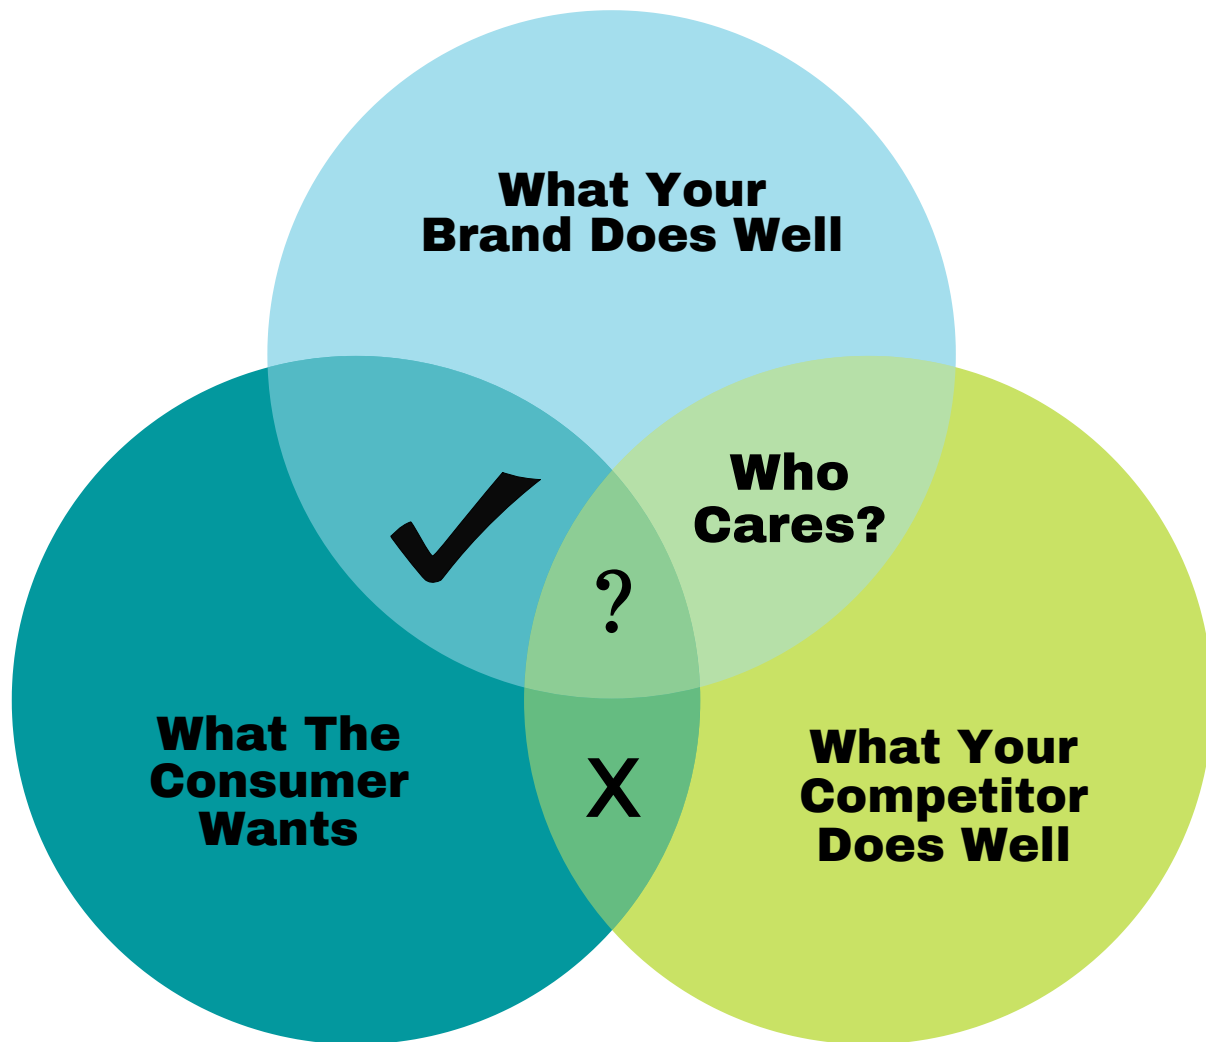 What Your
Brand Does Well
Who
Cares?
?
What The
Consumer
Wants
X
What Your
Competitor
Does Well